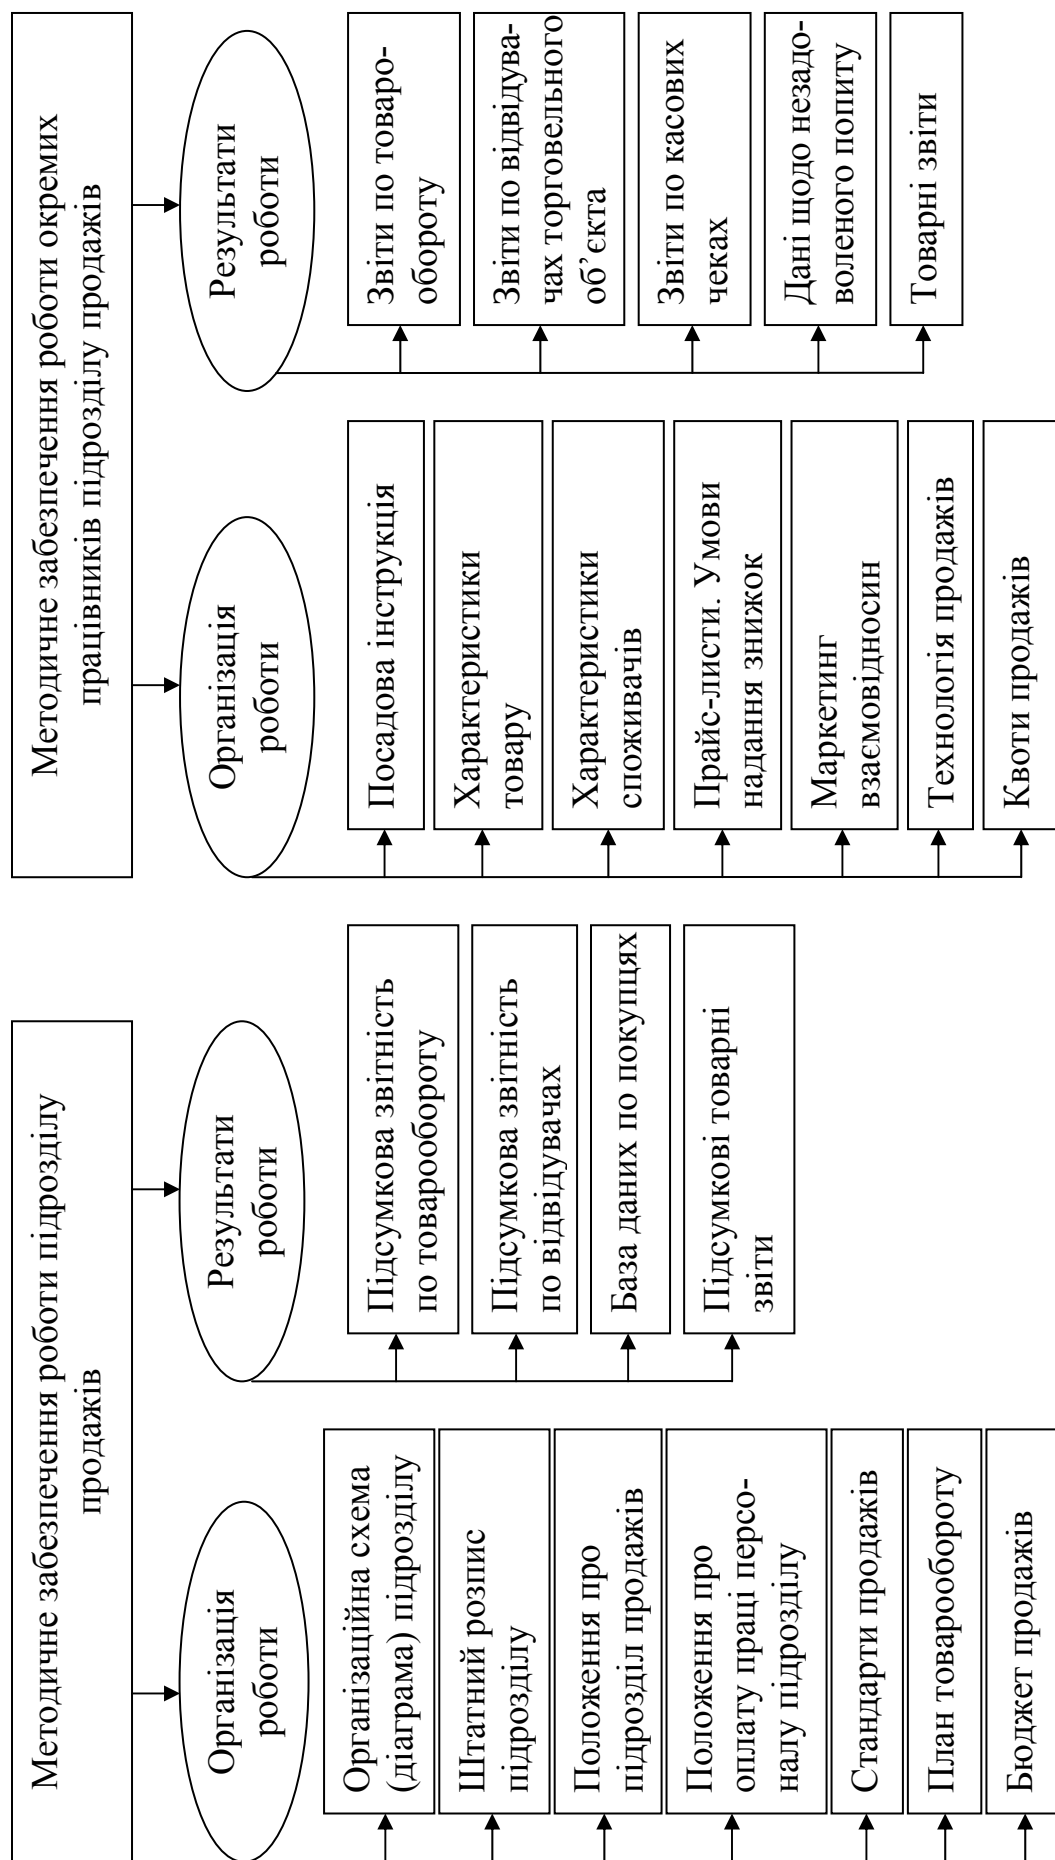 Методичне забезпечення роботи підрозділу
продажів
Організація
роботи
Організаційна схема
(діаграма) підрозділу
Штатний розпис
підрозділу
Положення про
підрозділ продажів
Положення про
оплату праці персо-
налу підрозділу
Стандарти продажів
План товарообороту
Бюджет продажів
Результати
роботи
Підсумкова звітність
по товарообороту
Підсумкова звітність
по відвідувачах
База даних по покупцях
Підсумкові товарні
звіти
Методичне забезпечення роботи окремих
працівників підрозділу продажів
Організація
роботи
Посадова інструкція
Характеристики
товару
Характеристики
споживачів
Прайс-листи. Умови
надання знижок
Маркетинг
взаємовідносин
Технологія продажів
Квоти продажів
Результати
роботи
Звіти по товаро-
обороту
Звіти по відвідува-
чах торговельного
об’єкта
Звіти по касових
чеках
Дані щодо незадо-
воленого попиту
Товарні звіти